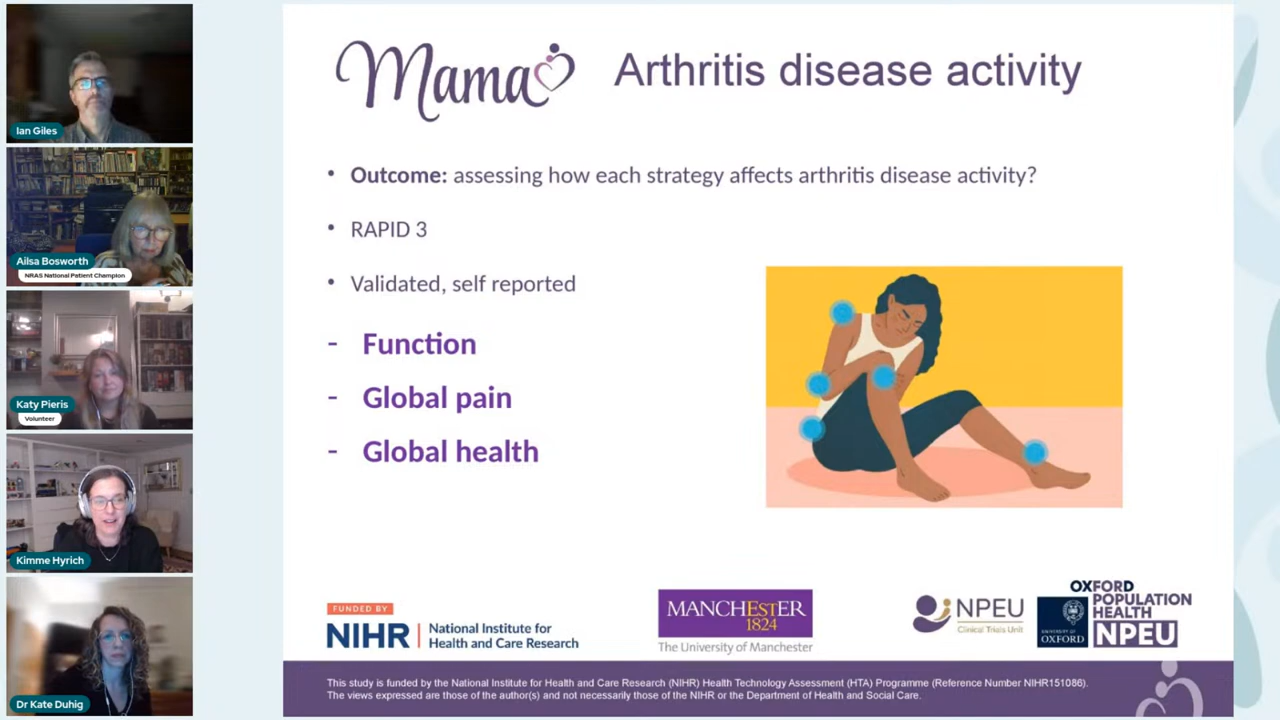 Ian Giles
Ailsa Bosworth
NRAS National Patient Champion
Katy Pieris
Volunteer
Kimme Hyrich
Dr Kate Duhig
Mama
Arthritis disease activity
• Outcome: assessing how each strategy affects arthritis disease activity?
• RAPID 3
• Validated, self reported
- Function
- Global pain
- Global health
FUNDED BY
NIHR | National Institute for
Health and Care Research
MANCHESTER
1824
The University of Manchester
NPEU
Clinical Trials Unit
UNIVERSITY OF
OXFORD
OXFORD
POPULATION
HEALTH
NPEU
This study is funded by the National Institute for Health and Care Research (NIHR) Health Technology Assessment (HTA) Programme (Reference Number NIHR151086).
The views expressed are those of the author(s) and not necessarily those of the NIHR or the Department of Health and Social Care.